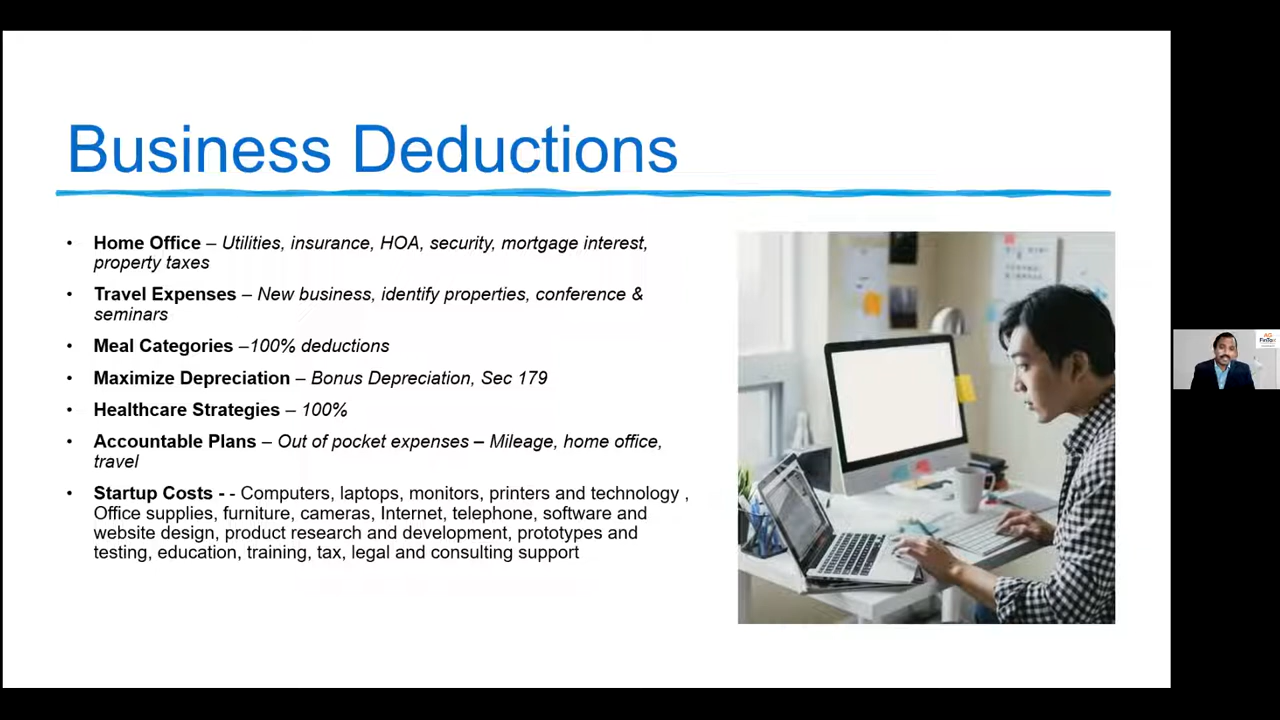 Business Deductions
• Home Office – Utilities, insurance, HOA, security, mortgage interest,
property taxes
• Travel Expenses – New business, identify properties, conference &
seminars
• Meal Categories –100% deductions
• Maximize Depreciation – Bonus Depreciation, Sec 179
• Healthcare Strategies – 100%
• Accountable Plans – Out of pocket expenses – Mileage, home office,
travel
• Startup Costs - - Computers, laptops, monitors, printers and technology ,
Office supplies, furniture, cameras, Internet, telephone, software and
website design, product research and development, prototypes and
testing, education, training, tax, legal and consulting support
AG
FinTax